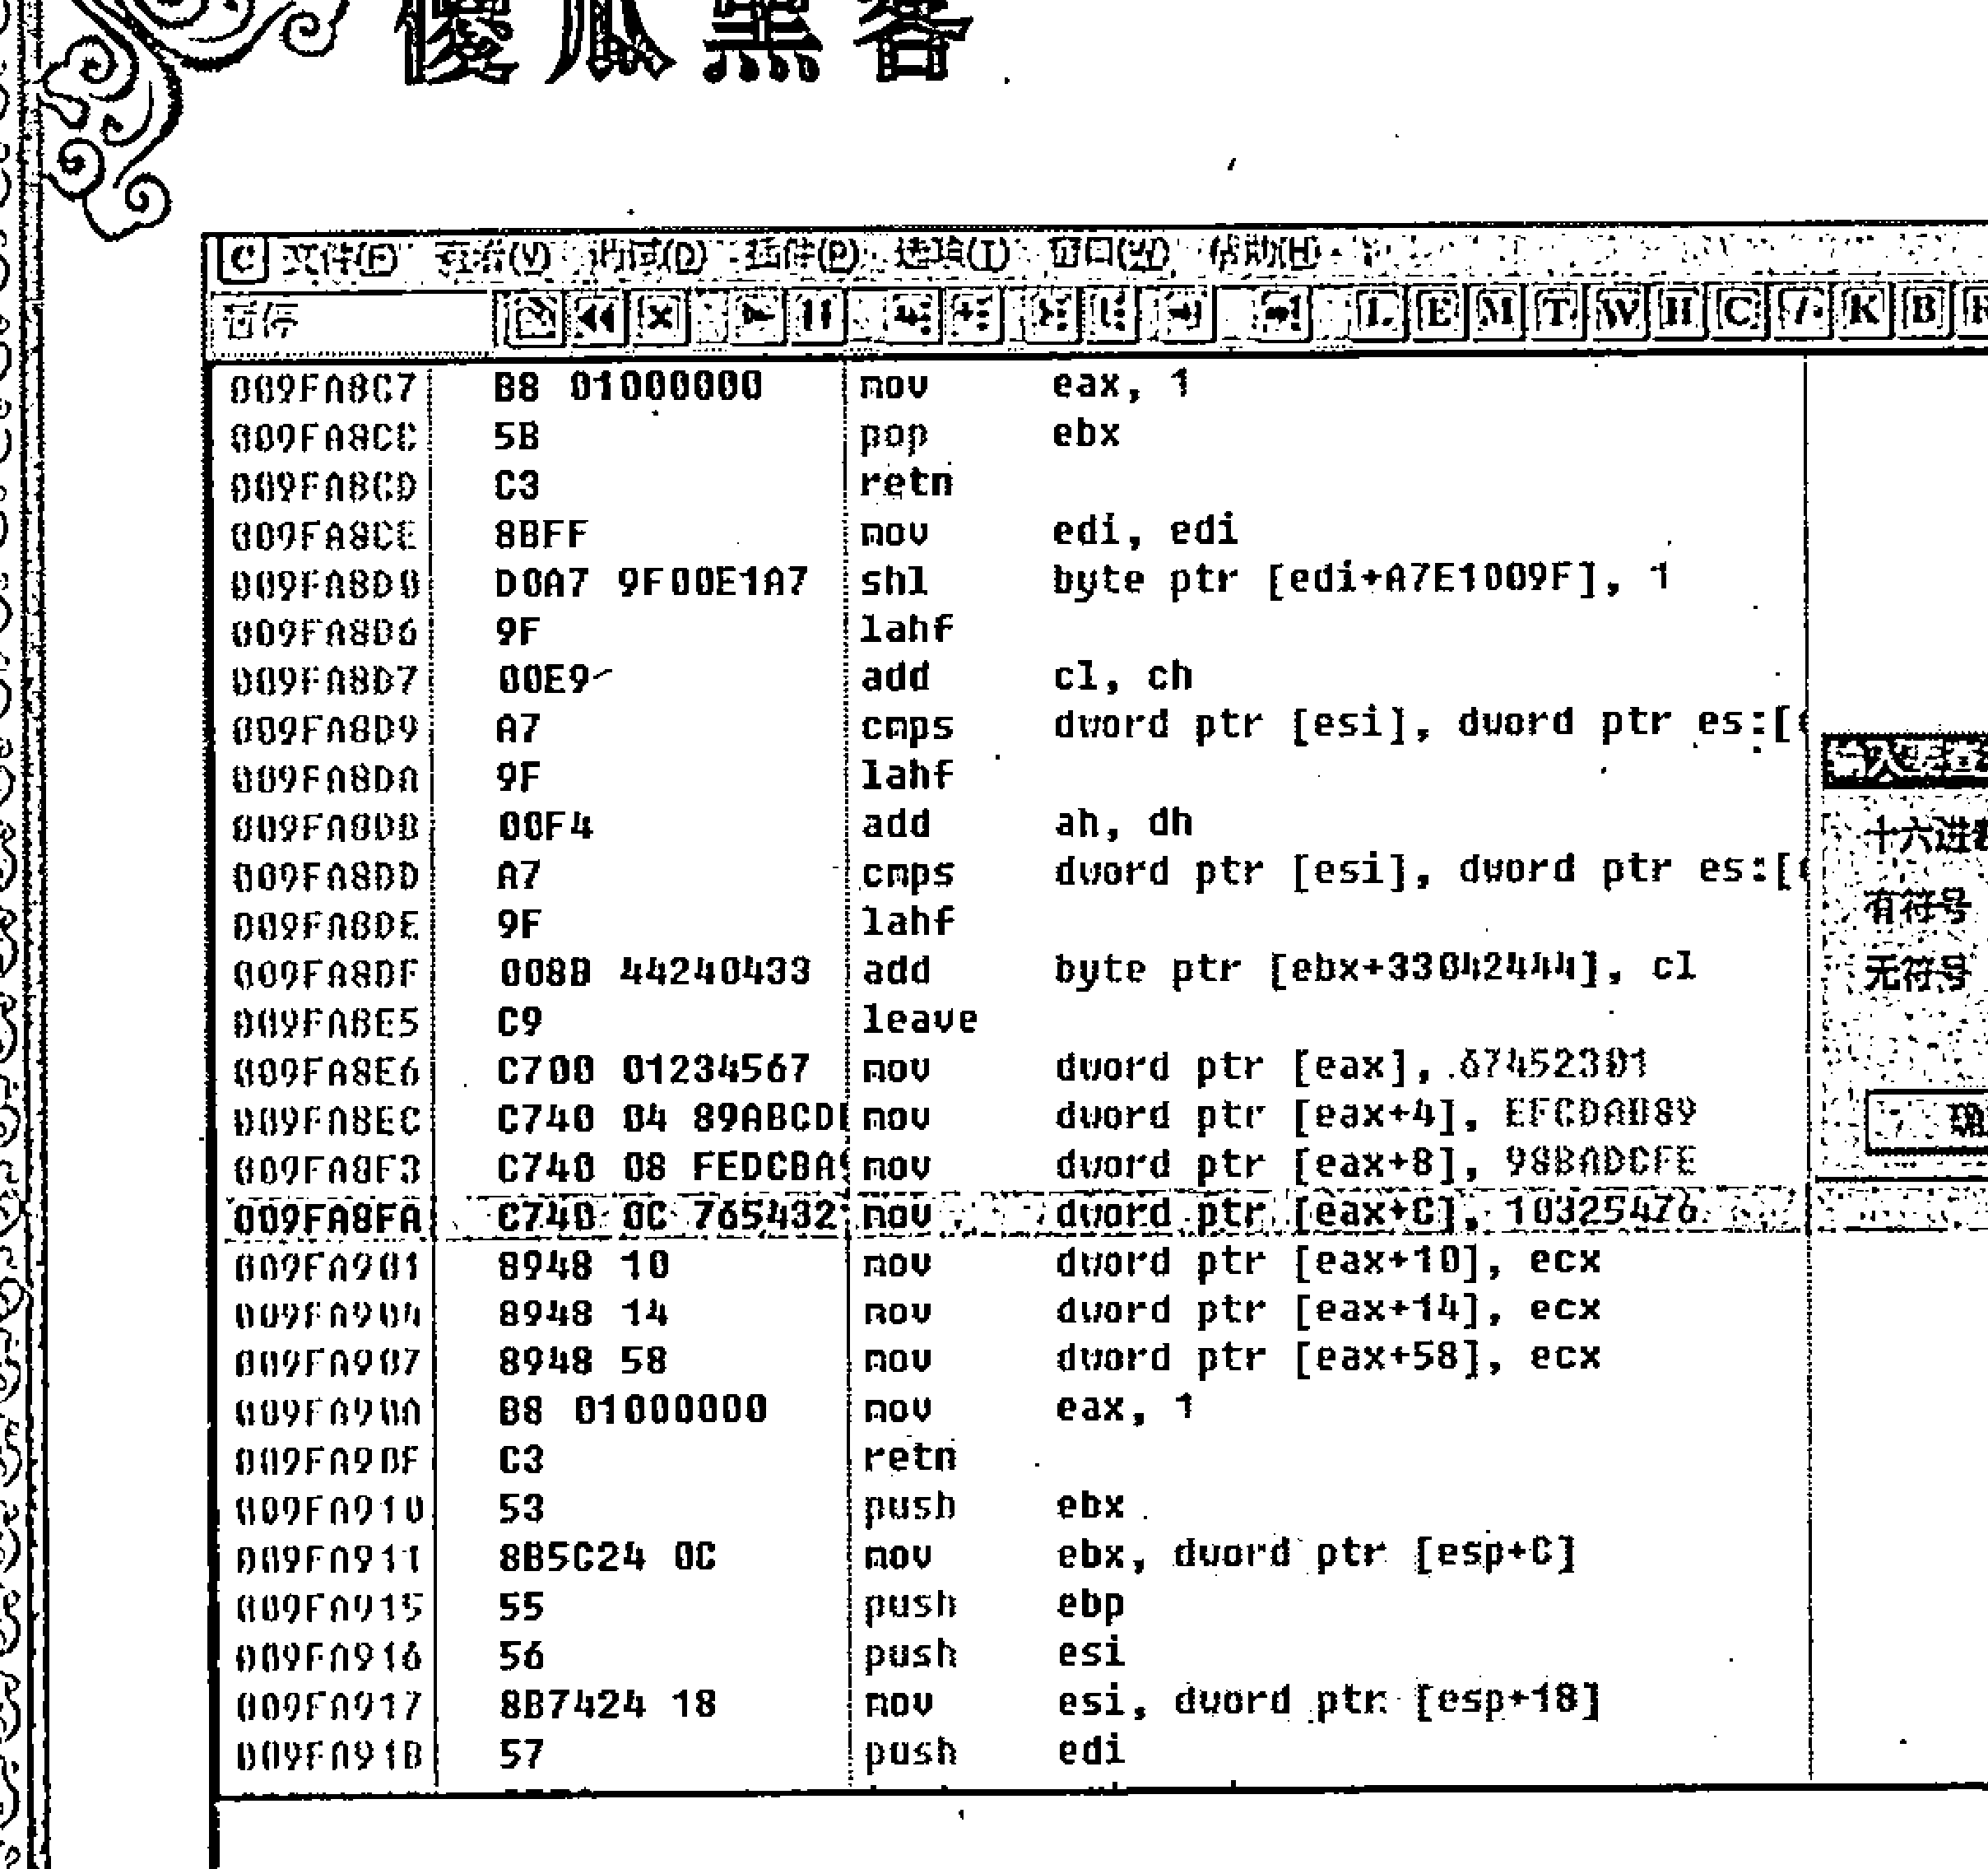 傻瓜黑客
C 文件(F) 查看(V) 调试(D) 插件(P) 选项(T) 窗口(W) 帮助(H)
暂停 L E M T W H C / K B R
009FA8C7 B8 01000000 mov eax, 1
009FA8CC 5B pop ebx
009FA8CD C3 retn
009FA8CE 8BFF mov edi, edi
009FA8D0 D0A7 9F00E1A7 shl byte ptr [edi+A7E1009F], 1
009FA8D6 9F lahf
009FA8D7 00E9 add cl, ch
009FA8D9 A7 cmps dword ptr [esi], dword ptr es:[
输入要查
009FA8DA 9F lahf
009FA8DB 00F4 add ah, dh
十六进制
009FA8DD A7 cmps dword ptr [esi], dword ptr es:[
有符号
009FA8DE 9F lahf
009FA8DF 008B 44240433 add byte ptr [ebx+33042444], cl
无符号
009FA8E5 C9 leave
009FA8E6 C700 01234567 mov dword ptr [eax], 67452301
009FA8EC C740 04 89ABCD mov dword ptr [eax+4], EFCDAB89
009FA8F3 C740 08 FEDCBA mov dword ptr [eax+8], 98BADCFE
009FA8FA C740 0C 765432 mov dword ptr [eax+C], 10325476
009FA901 8948 10 mov dword ptr [eax+10], ecx
009FA904 8948 14 mov dword ptr [eax+14], ecx
009FA907 8948 58 mov dword ptr [eax+58], ecx
009FA90A B8 01000000 mov eax, 1
009FA90F C3 retn
009FA910 53 push ebx
009FA911 8B5C24 0C mov ebx, dword ptr [esp+C]
009FA915 55 push ebp
009FA916 56 push esi
009FA917 8B7424 18 mov esi, dword ptr [esp+18]
009FA91B 57 push edi